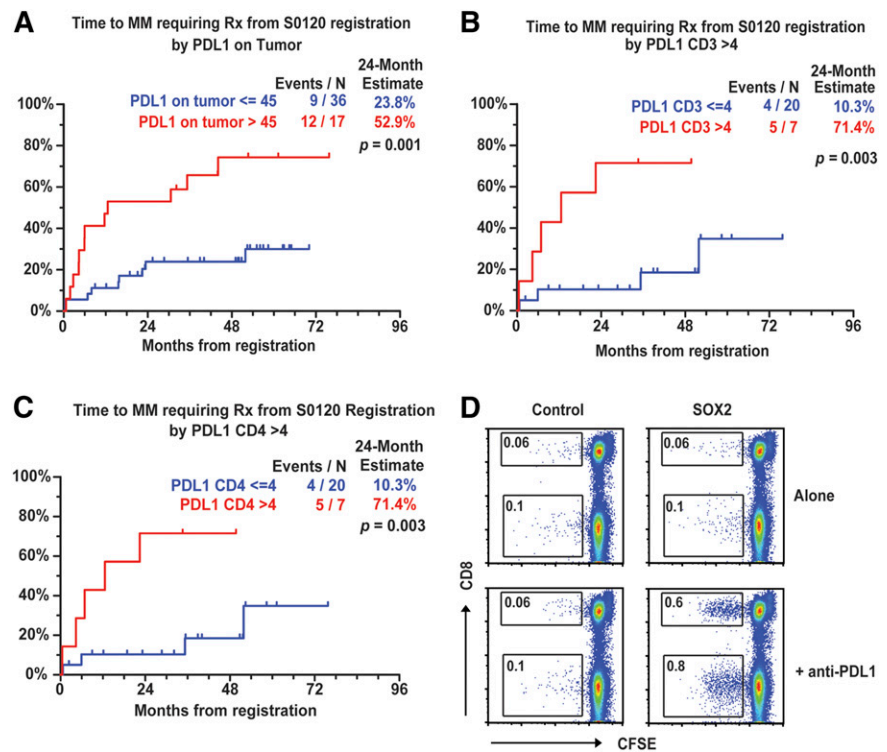 A
Time to MM requiring Rx from S0120 registration
by PDL1 on Tumor
24-Month
Events / N Estimate
PDL1 on tumor <= 45 9 / 36 23.8%
PDL1 on tumor > 45 12 / 17 52.9%
p = 0.001
100%
80%
60%
40%
20%
0%
0 24 48 72 96
Months from registration
B
Time to MM requiring Rx from S0120 registration
by PDL1 CD3 >4
24-Month
Events / N Estimate
PDL1 CD3 <=4 4 / 20 10.3%
PDL1 CD3 >4 5 / 7 71.4%
p = 0.003
100%
80%
60%
40%
20%
0%
0 24 48 72 96
Months from registration
C
Time to MM requiring Rx from S0120 Registration
by PDL1 CD4 >4
24-Month
Events / N Estimate
PDL1 CD4 <=4 4 / 20 10.3%
PDL1 CD4 >4 5 / 7 71.4%
p = 0.003
100%
80%
60%
40%
20%
0%
0 24 48 72 96
Months from registration
D
Control SOX2
0.06 0.06
0.1 0.1
Alone
0.06 0.6
0.1 0.8
+ anti-PDL1
CD8
CFSE